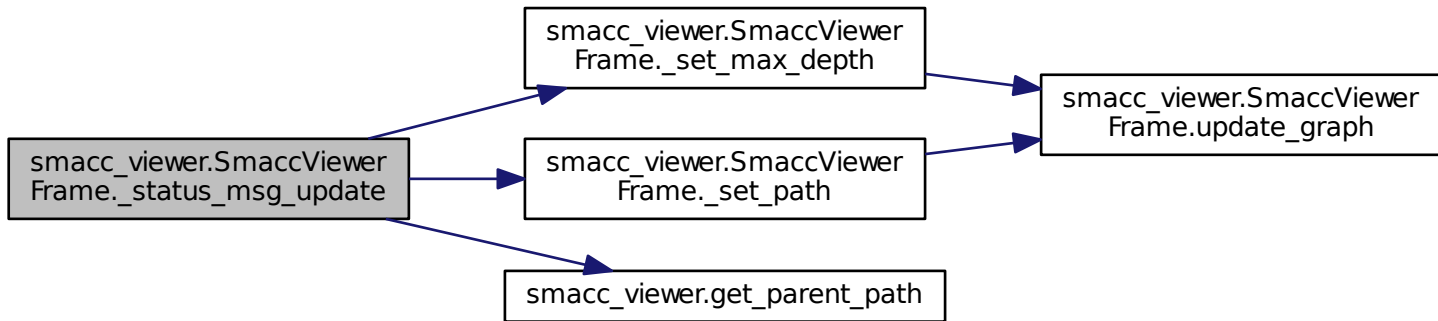 smacc_viewer.SmaccViewer
Frame._status_msg_update
smacc_viewer.SmaccViewer
Frame._set_max_depth
smacc_viewer.SmaccViewer
Frame._set_path
smacc_viewer.get_parent_path
smacc_viewer.SmaccViewer
Frame.update_graph